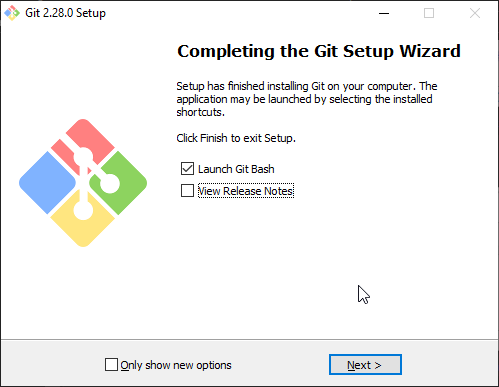 Git 2.28.0 Setup
Completing the Git Setup Wizard
Setup has finished installing Git on your computer. The
application may be launched by selecting the installed
shortcuts.
Click Finish to exit Setup.
Launch Git Bash
View Release Notes
Only show new options
Next >